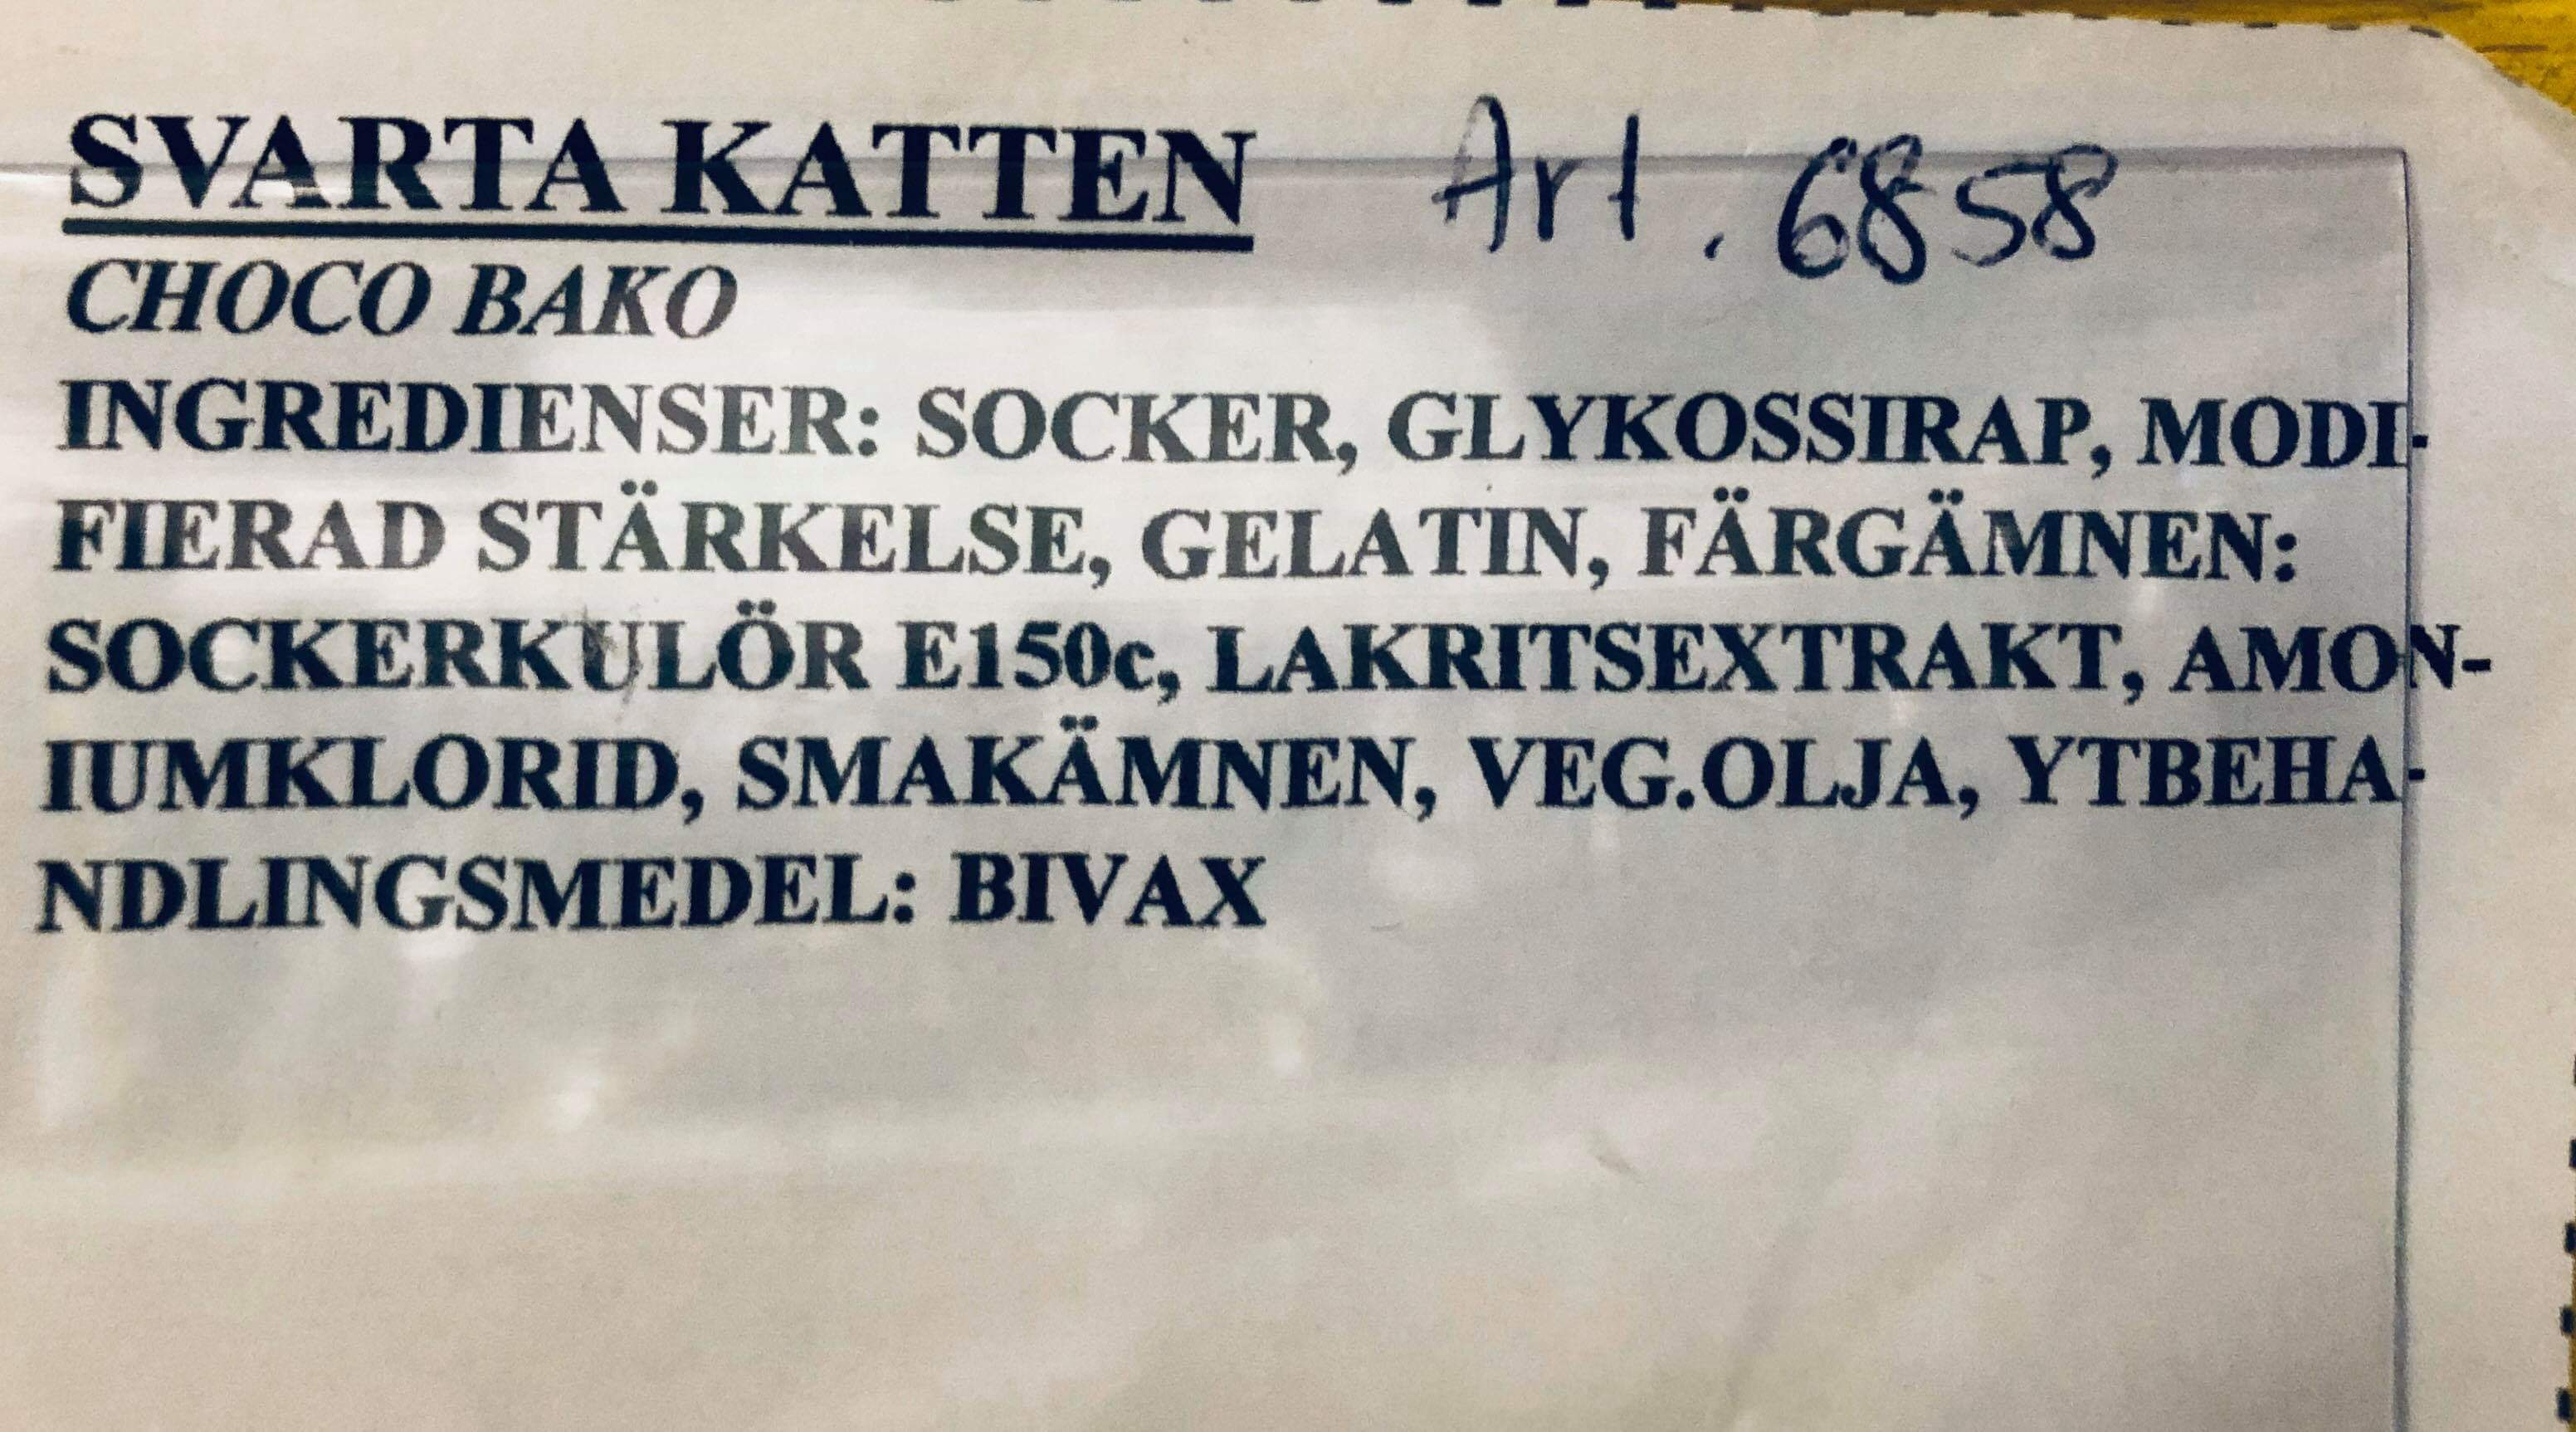 SVARTA KATTEN Art. 6858
CHOCO BAKO
INGREDIENSER: SOCKER, GLYKOSSIRAP, MODI-
FIERAD STÄRKELSE, GELATIN, FÄRGÄMNEN:
SOCKERKULÖR E150c, LAKRITSEXTRAKT, AMON-
IUMKLORID, SMAKÄMNEN, VEG.OLJA, YTBEHA-
NDLINGSMEDEL: BIVAX